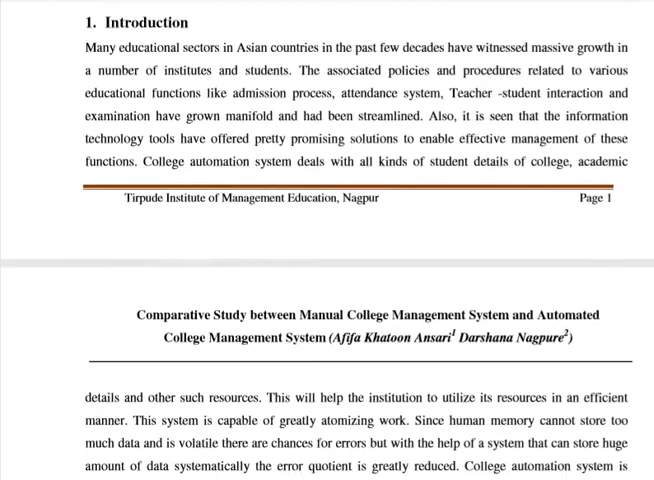 1. Introduction
Many educational sectors in Asian countries in the past few decades have witnessed massive growth in
a number of institutes and students. The associated policies and procedures related to various
educational functions like admission process, attendance system, Teacher -student interaction and
examination have grown manifold and had been streamlined. Also, it is seen that the information
technology tools have offered pretty promising solutions to enable effective management of these
functions. College automation system deals with all kinds of student details of college, academic
Tirpude Institute of Management Education, Nagpur Page 1
Comparative Study between Manual College Management System and Automated
College Management System (Afifa Khatoon Ansari1 Darshana Nagpure2)
details and other such resources. This will help the institution to utilize its resources in an efficient
manner. This system is capable of greatly atomizing work. Since human memory cannot store too
much data and is volatile there are chances for errors but with the help of a system that can store huge
amount of data systematically the error quotient is greatly reduced. College automation system is